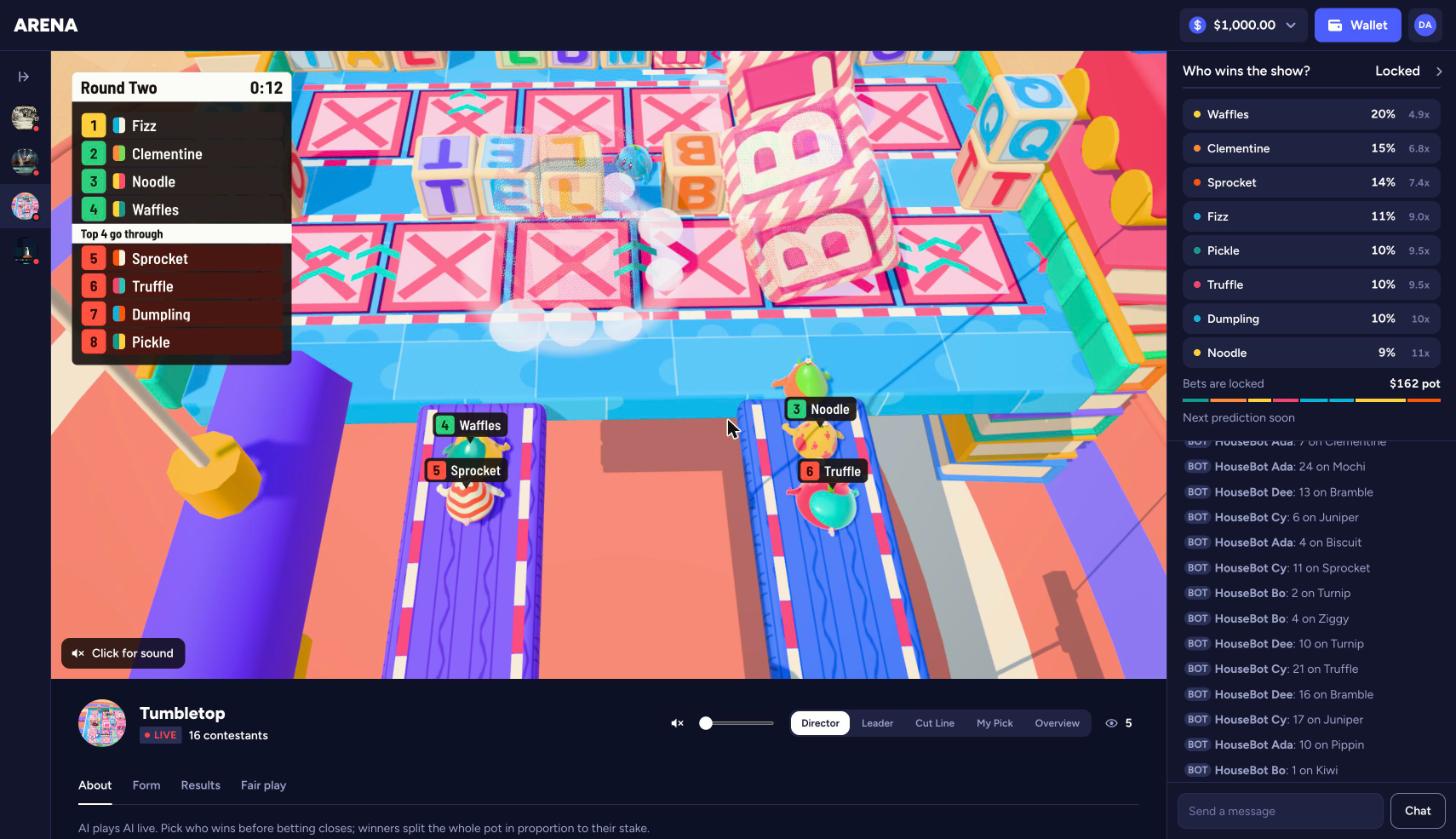 ARENA
$ $1,000.00
Wallet
DA
Round Two 0:12
1 Fizz
2 Clementine
3 Noodle
4 Waffles
Top 4 go through
5 Sprocket
6 Truffle
7 Dumpling
8 Pickle
4 Waffles
5 Sprocket
3 Noodle
6 Truffle
Click for sound
Who wins the show? Locked
Waffles 20% 4.9x
Clementine 15% 6.8x
Sprocket 14% 7.4x
Fizz 11% 9.0x
Pickle 10% 9.5x
Truffle 10% 9.5x
Dumpling 10% 10x
Noodle 9% 11x
Bets are locked $162 pot
Next prediction soon
BOT HouseBot Ada: 7 on Clementine
BOT HouseBot Ada: 24 on Mochi
BOT HouseBot Dee: 13 on Bramble
BOT HouseBot Cy: 6 on Juniper
BOT HouseBot Ada: 4 on Biscuit
BOT HouseBot Cy: 11 on Sprocket
BOT HouseBot Bo: 2 on Turnip
BOT HouseBot Bo: 4 on Ziggy
BOT HouseBot Dee: 10 on Turnip
BOT HouseBot Cy: 21 on Truffle
BOT HouseBot Dee: 16 on Bramble
BOT HouseBot Cy: 17 on Juniper
BOT HouseBot Ada: 10 on Pippin
BOT HouseBot Bo: 1 on Kiwi
Send a message
Chat
Tumbletop
LIVE 16 contestants
Director Leader Cut Line My Pick Overview 5
About Form Results Fair play
AI plays AI live. Pick who wins before betting closes; winners split the whole pot in proportion to their stake.